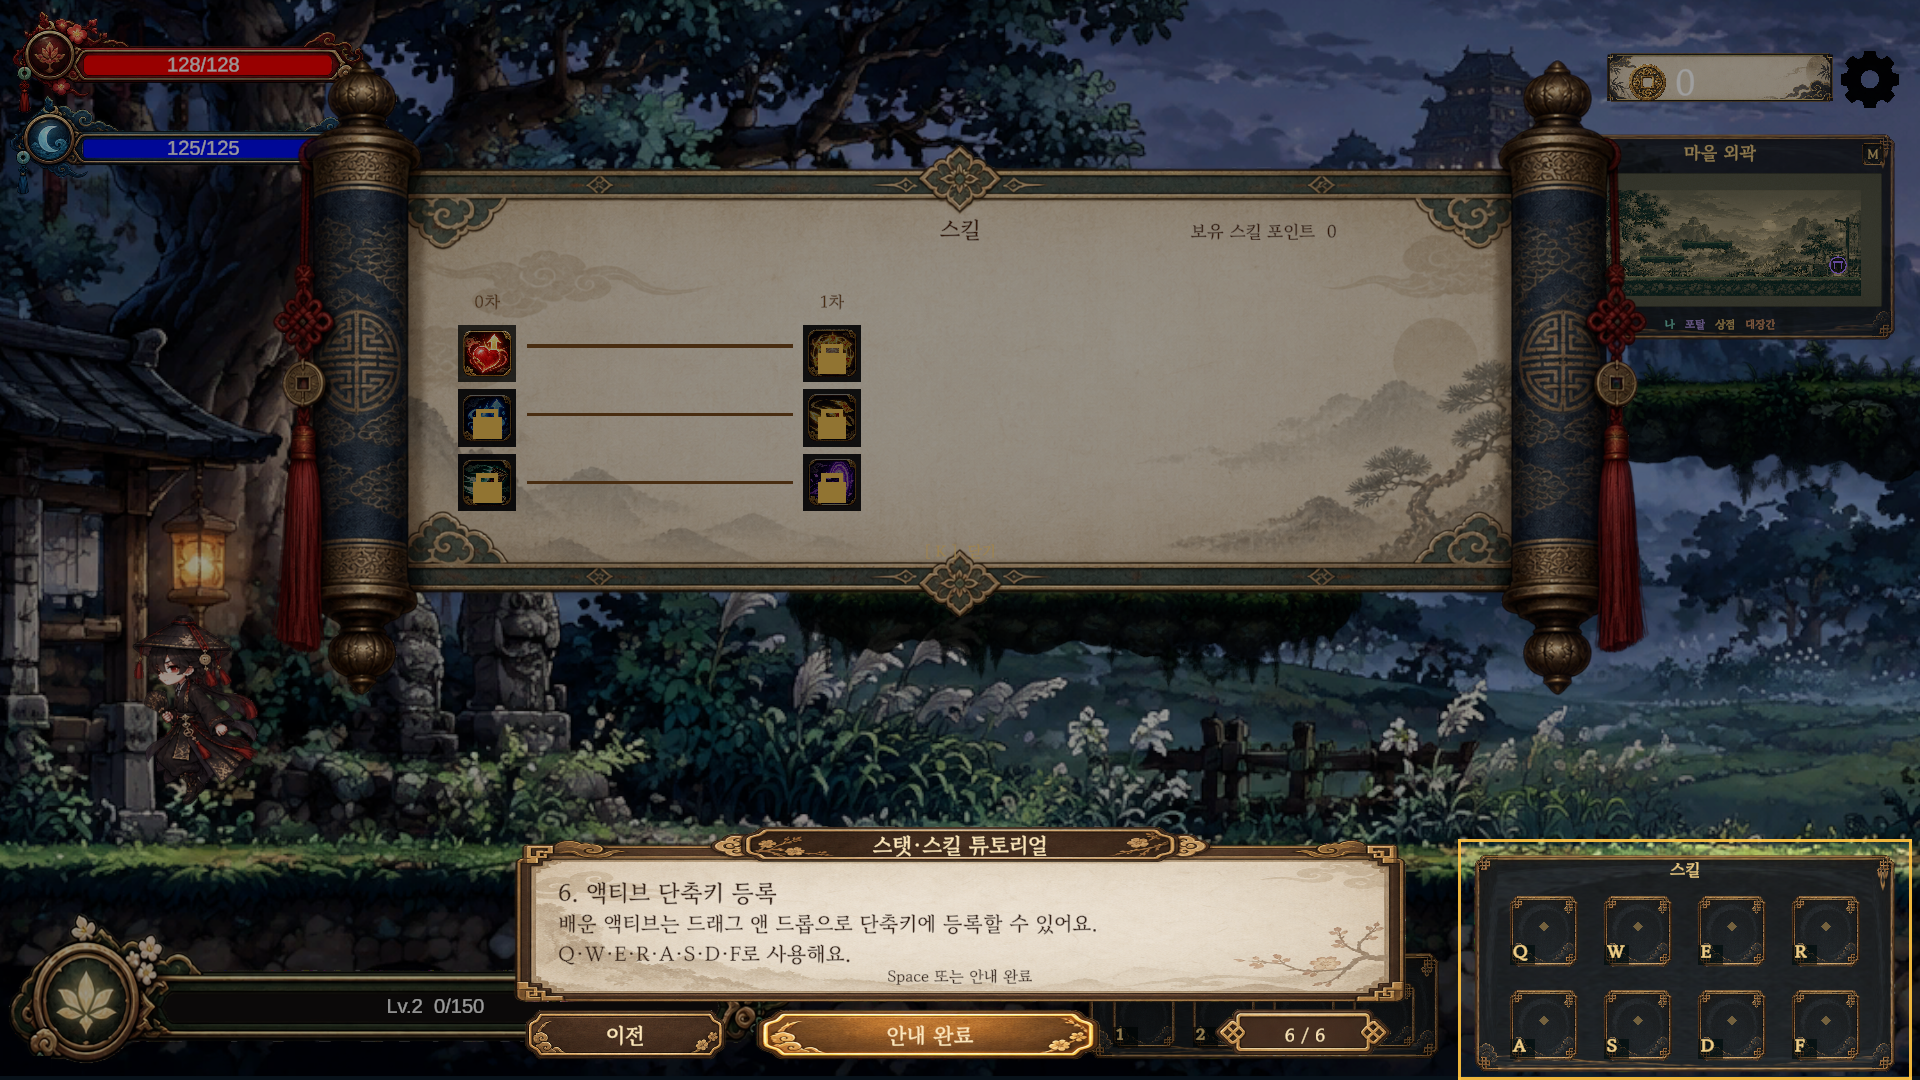 128/128
125/125
0
마을 외곽
M
나 포탈 상점 대장간
스킬
보유 스킬 포인트 0
0차
1차
스탯·스킬 튜토리얼
6. 액티브 단축키 등록
배운 액티브는 드래그 앤 드롭으로 단축키에 등록할 수 있어요.
Q·W·E·R·A·S·D·F로 사용해요.
Space 또는 안내 완료
이전
안내 완료
6 / 6
1
2
Lv.2 0/150
스킬
Q W E R
A S D F